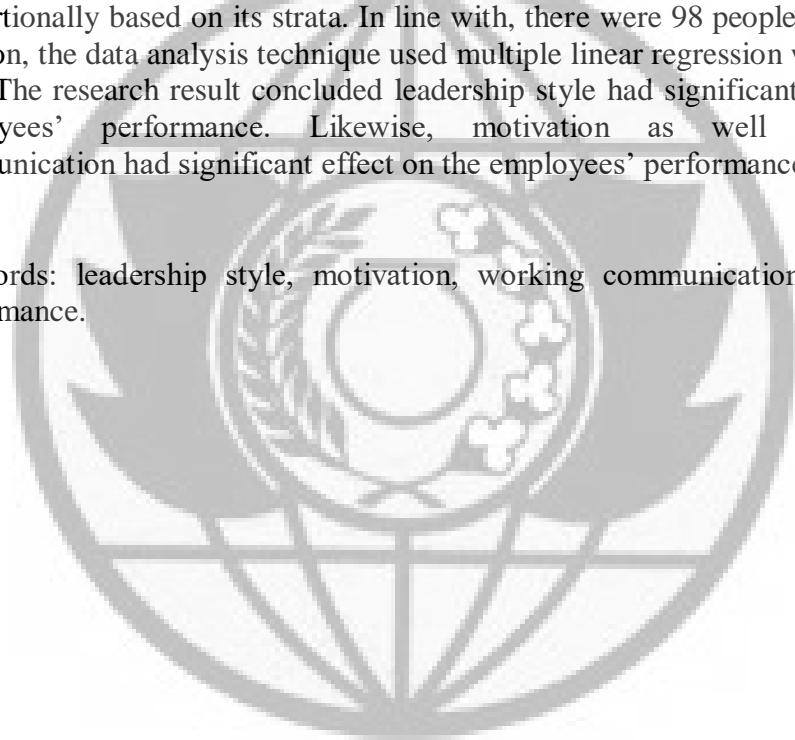 rtionally based on its strata. In line with, there were 98 people
on, the data analysis technique used multiple linear regression w
The research result concluded leadership style had significant
yees’ performance. Likewise, motivation as well
unication had significant effect on the employees’ performance
ords: leadership style, motivation, working communication
mance.